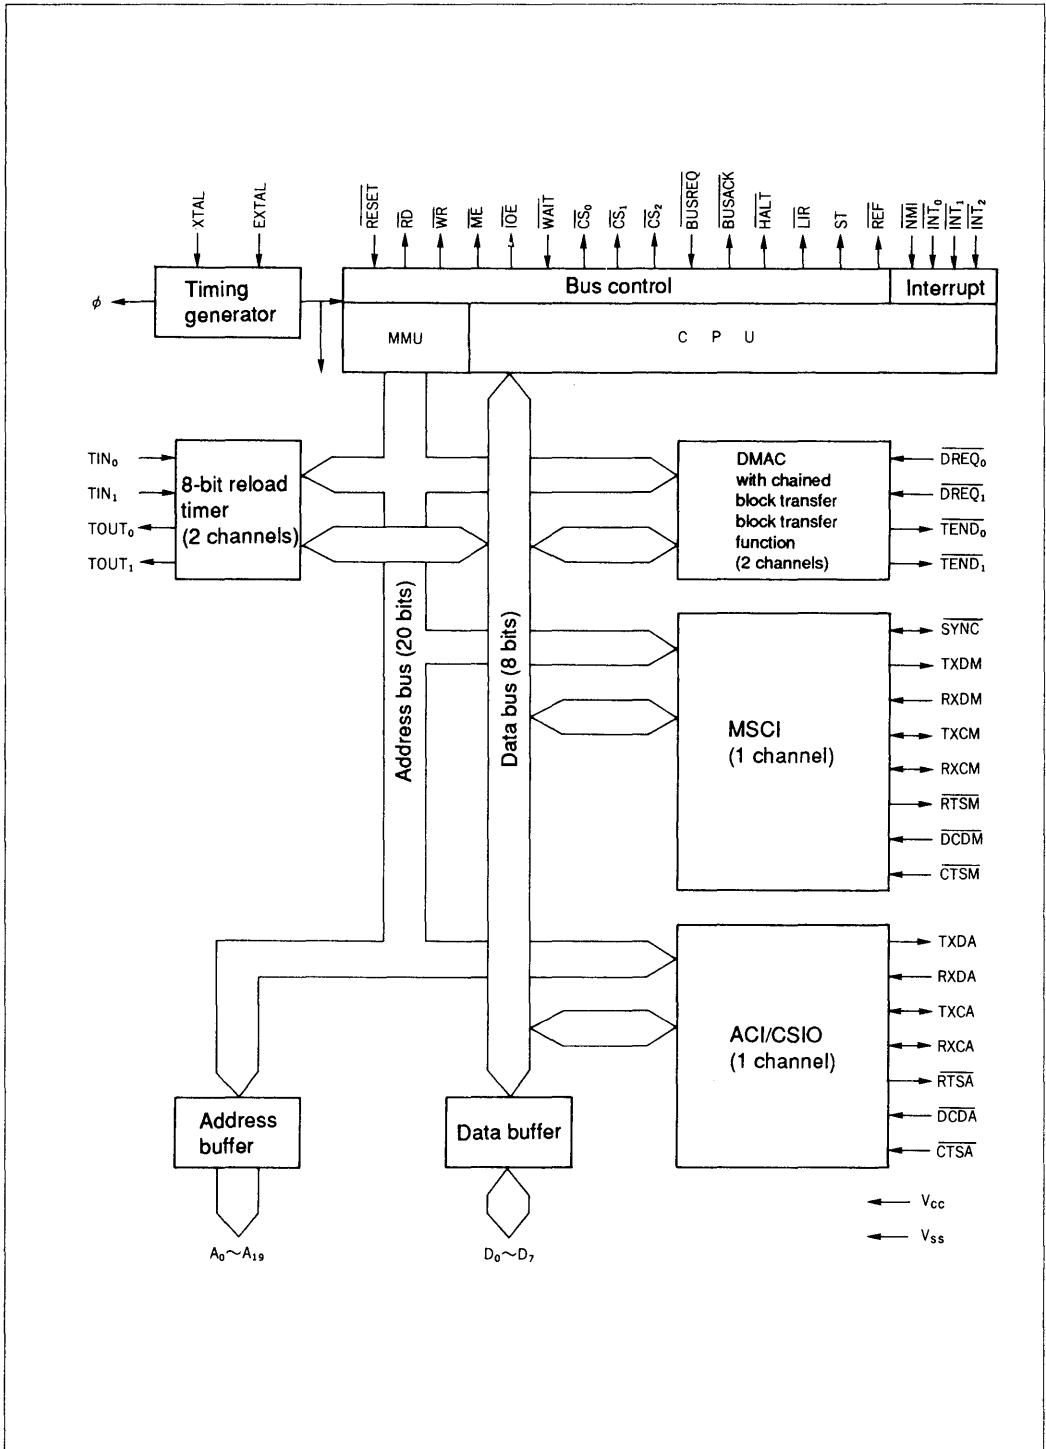 XTAL
EXTAL
RESET
RD
WR
ME
IOE
WAIT
CS₀
CS₁
CS₂
BUSREQ
BUSACK
HALT
LIR
ST
REF
NMI
INT₀
INT₁
INT₂
φ
Timing
generator
Bus control
Interrupt
MMU
C P U
TIN₀
TIN₁
TOUT₀
TOUT₁
8-bit reload
timer
(2 channels)
DMAC
with chained
block transfer
block transfer
function
(2 channels)
DREQ₀
DREQ₁
TEND₀
TEND₁
Address bus (20 bits)
Data bus (8 bits)
MSCI
(1 channel)
SYNC
TXDM
RXDM
TXCM
RXCM
RTSM
DCDM
CTSM
ACI/CSIO
(1 channel)
TXDA
RXDA
TXCA
RXCA
RTSA
DCDA
CTSA
Address
buffer
Data buffer
Vcc
Vss
A₀~A₁₉
D₀~D₇